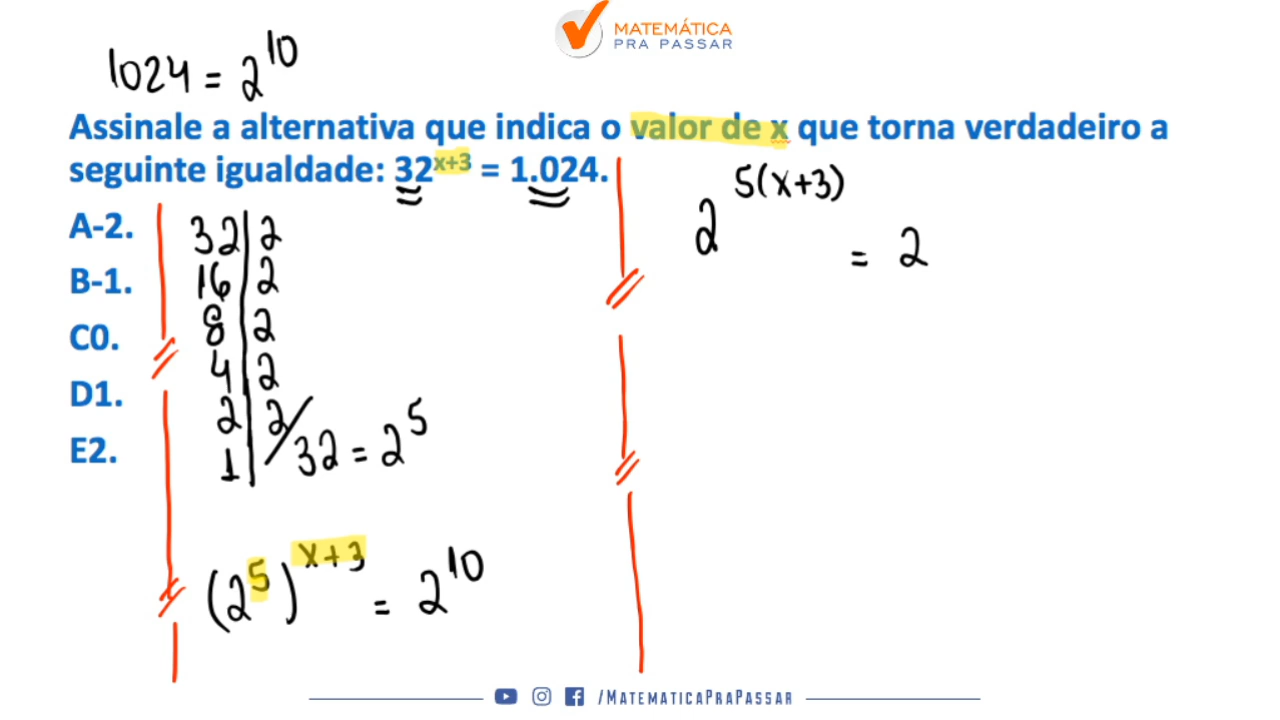 MATEMÁTICA
PRA PASSAR
1024 = 2^10
Assinale a alternativa que indica o valor de x que torna verdadeiro a
seguinte igualdade: 32^x+3 = 1.024.
A-2.
B-1.
C0.
D1.
E2.
32|2
16|2
8|2
4|2
2|2
1| / 32 = 2^5
(2^5)^x+3 = 2^10
2^5(x+3) = 2
/MATEMATICAPRAPASSAR